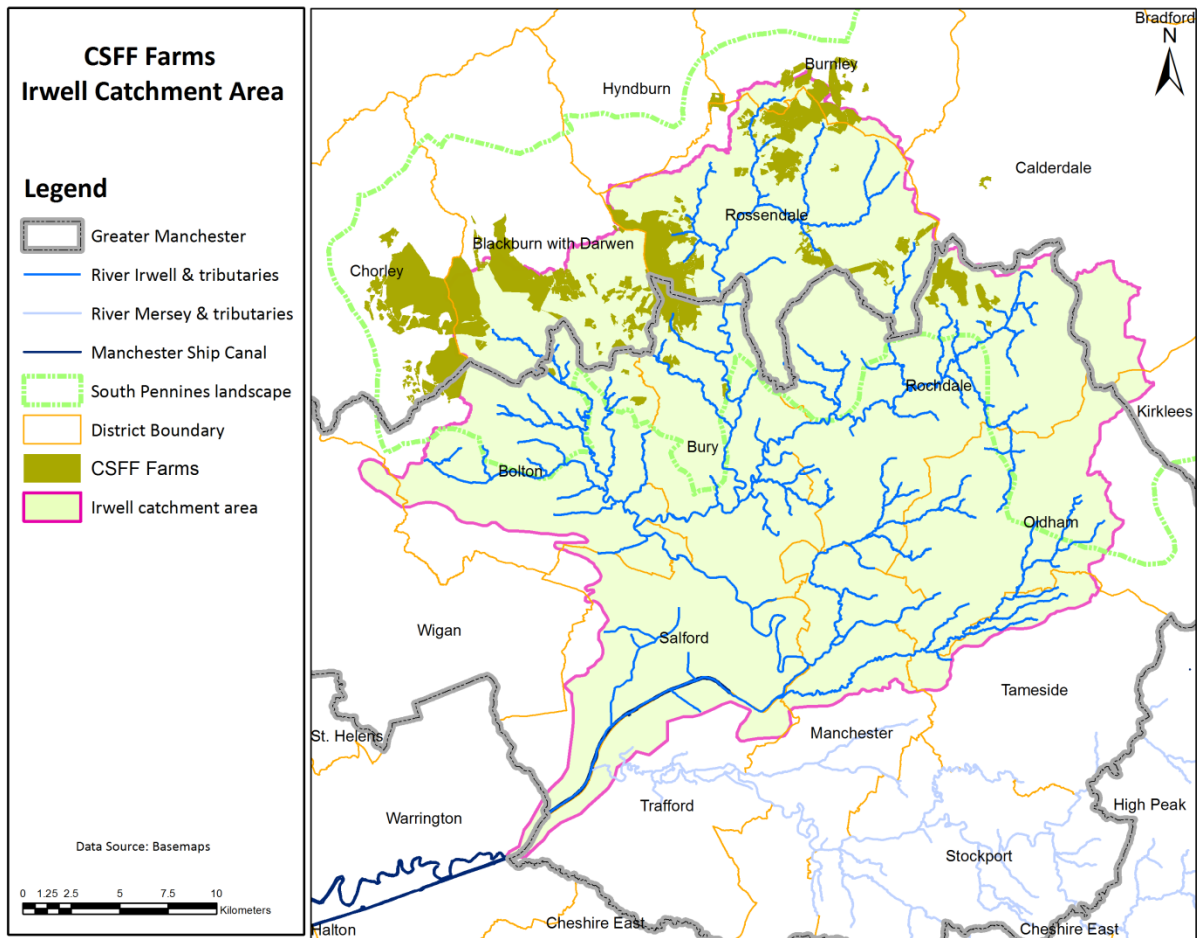 CSFF Farms
Irwell Catchment Area
Legend
Greater Manchester
River Irwell & tributaries
River Mersey & tributaries
Manchester Ship Canal
South Pennines landscape
District Boundary
CSFF Farms
Irwell catchment area
Data Source: Basemaps
0 1.25 2.5 5 7.5 10
Kilometers
Bradford
N
Burnley
Hyndburn
Calderdale
Rossendale
Blackburn with Darwen
Chorley
Rochdale
Kirklees
Bury
Bolton
Oldham
Wigan
Salford
Tameside
St. Helens
Manchester
Trafford
High Peak
Warrington
Stockport
Cheshire East
Halton
Cheshire East